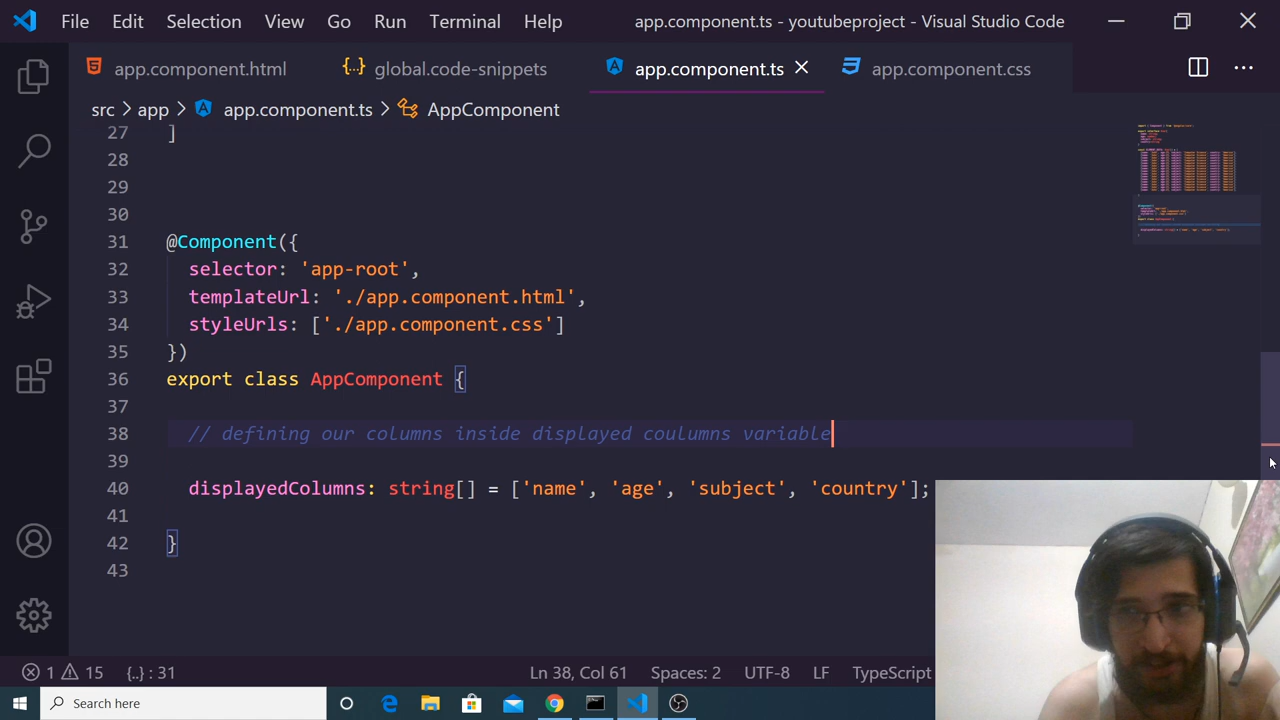 File Edit Selection View Go Run Terminal Help app.component.ts - youtubeproject - Visual Studio Code
app.component.html global.code-snippets app.component.ts app.component.css
src > app > app.component.ts > AppComponent
27 ]
28
29
30
31 @Component({
32 selector: 'app-root',
33 templateUrl: './app.component.html',
34 styleUrls: ['./app.component.css']
35 })
36 export class AppComponent {
37
38 // defining our columns inside displayed coulumns variable
39
40 displayedColumns: string[] = ['name', 'age', 'subject', 'country'];
41
42 }
43
1 15 {..} : 31 Ln 38, Col 61 Spaces: 2 UTF-8 LF TypeScript
Search here